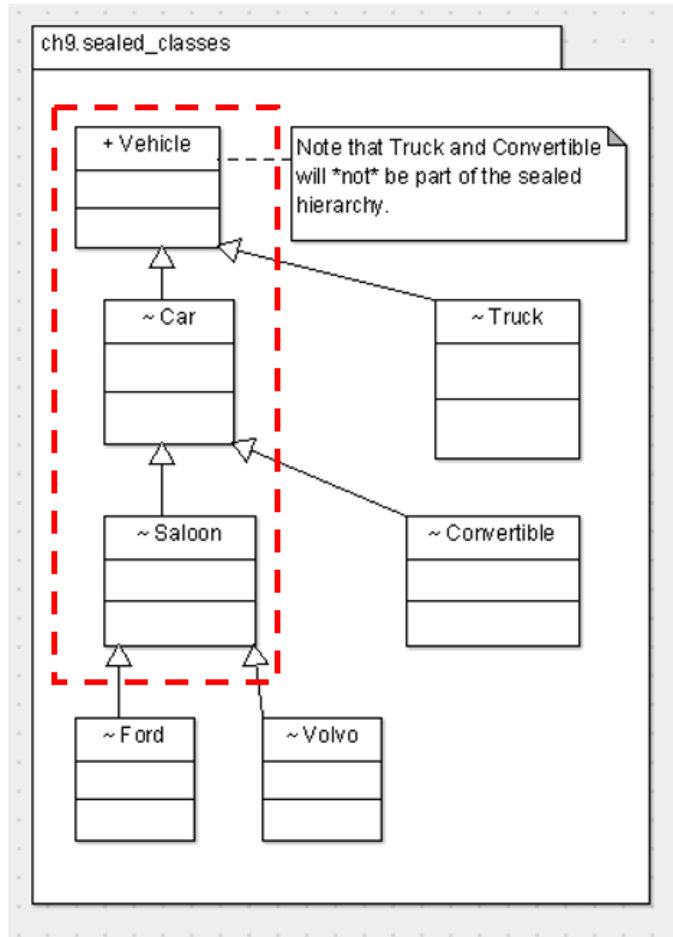 ch9.sealed_classes
+ Vehicle
Note that Truck and Convertible
will *not* be part of the sealed
hierarchy.
~ Car
~ Truck
~ Saloon
~ Convertible
~ Ford
~ Volvo